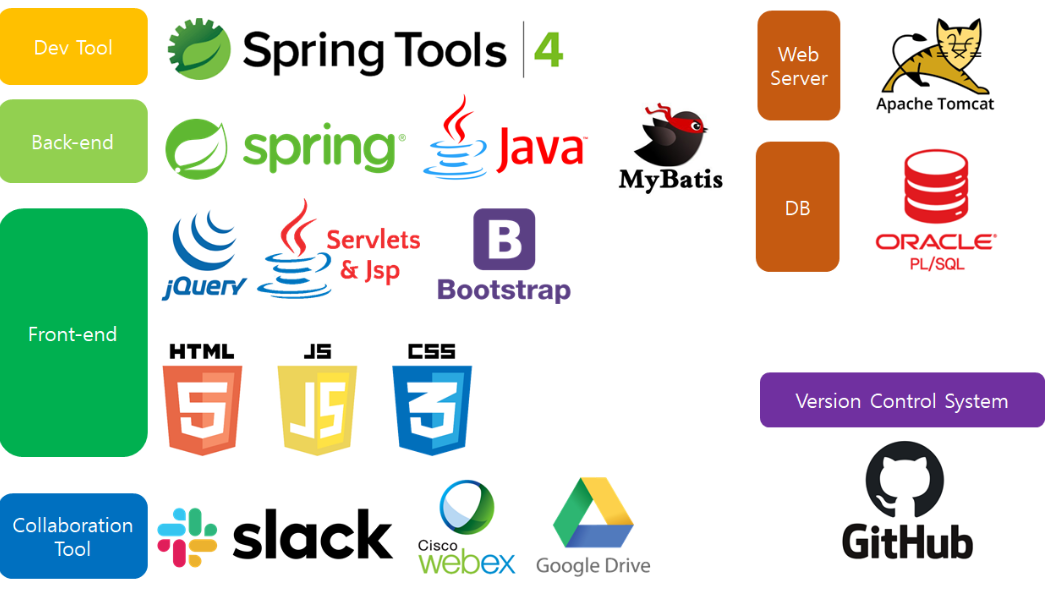 Dev Tool
Spring Tools 4
Web
Server
Apache Tomcat
Back-end
spring®
Java™
MyBatis
DB
ORACLE®
PL/SQL
Front-end
jQuery
Servlets
& Jsp
B
Bootstrap
HTML
5
JS
JS
CSS
3
Version Control System
GitHub
Collaboration
Tool
slack
Cisco
webex
Google Drive